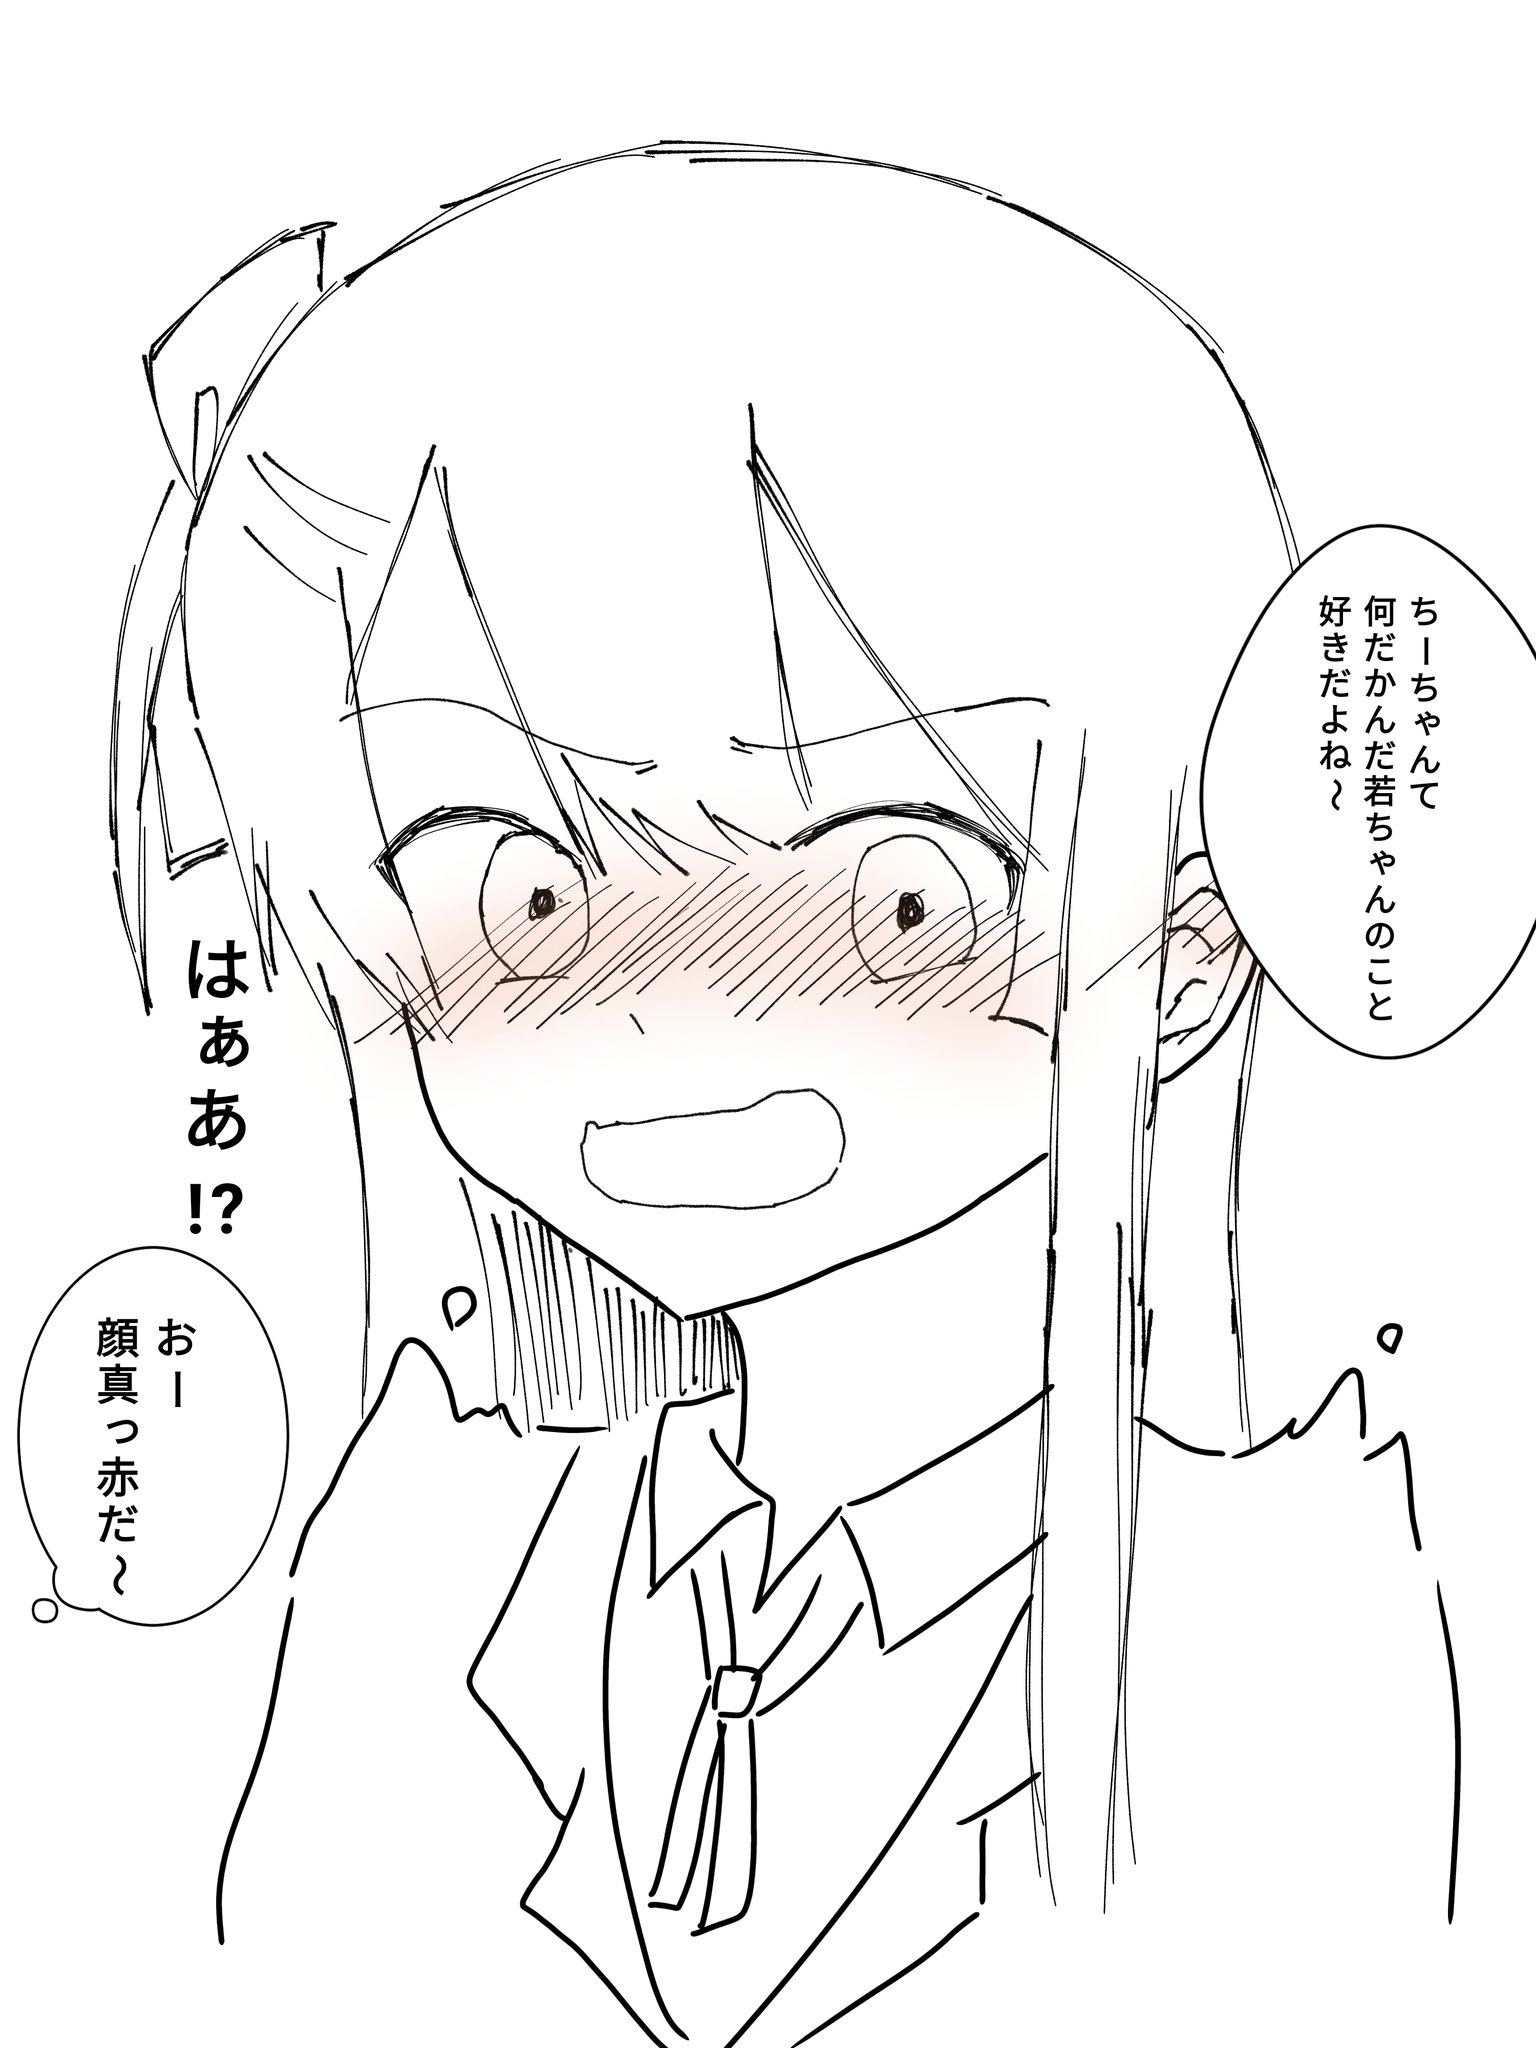 ちーちゃんて
何だかんだ若ちゃんのこと
好きだよね〜
はぁあ!?
おー
顔真っ赤だ〜